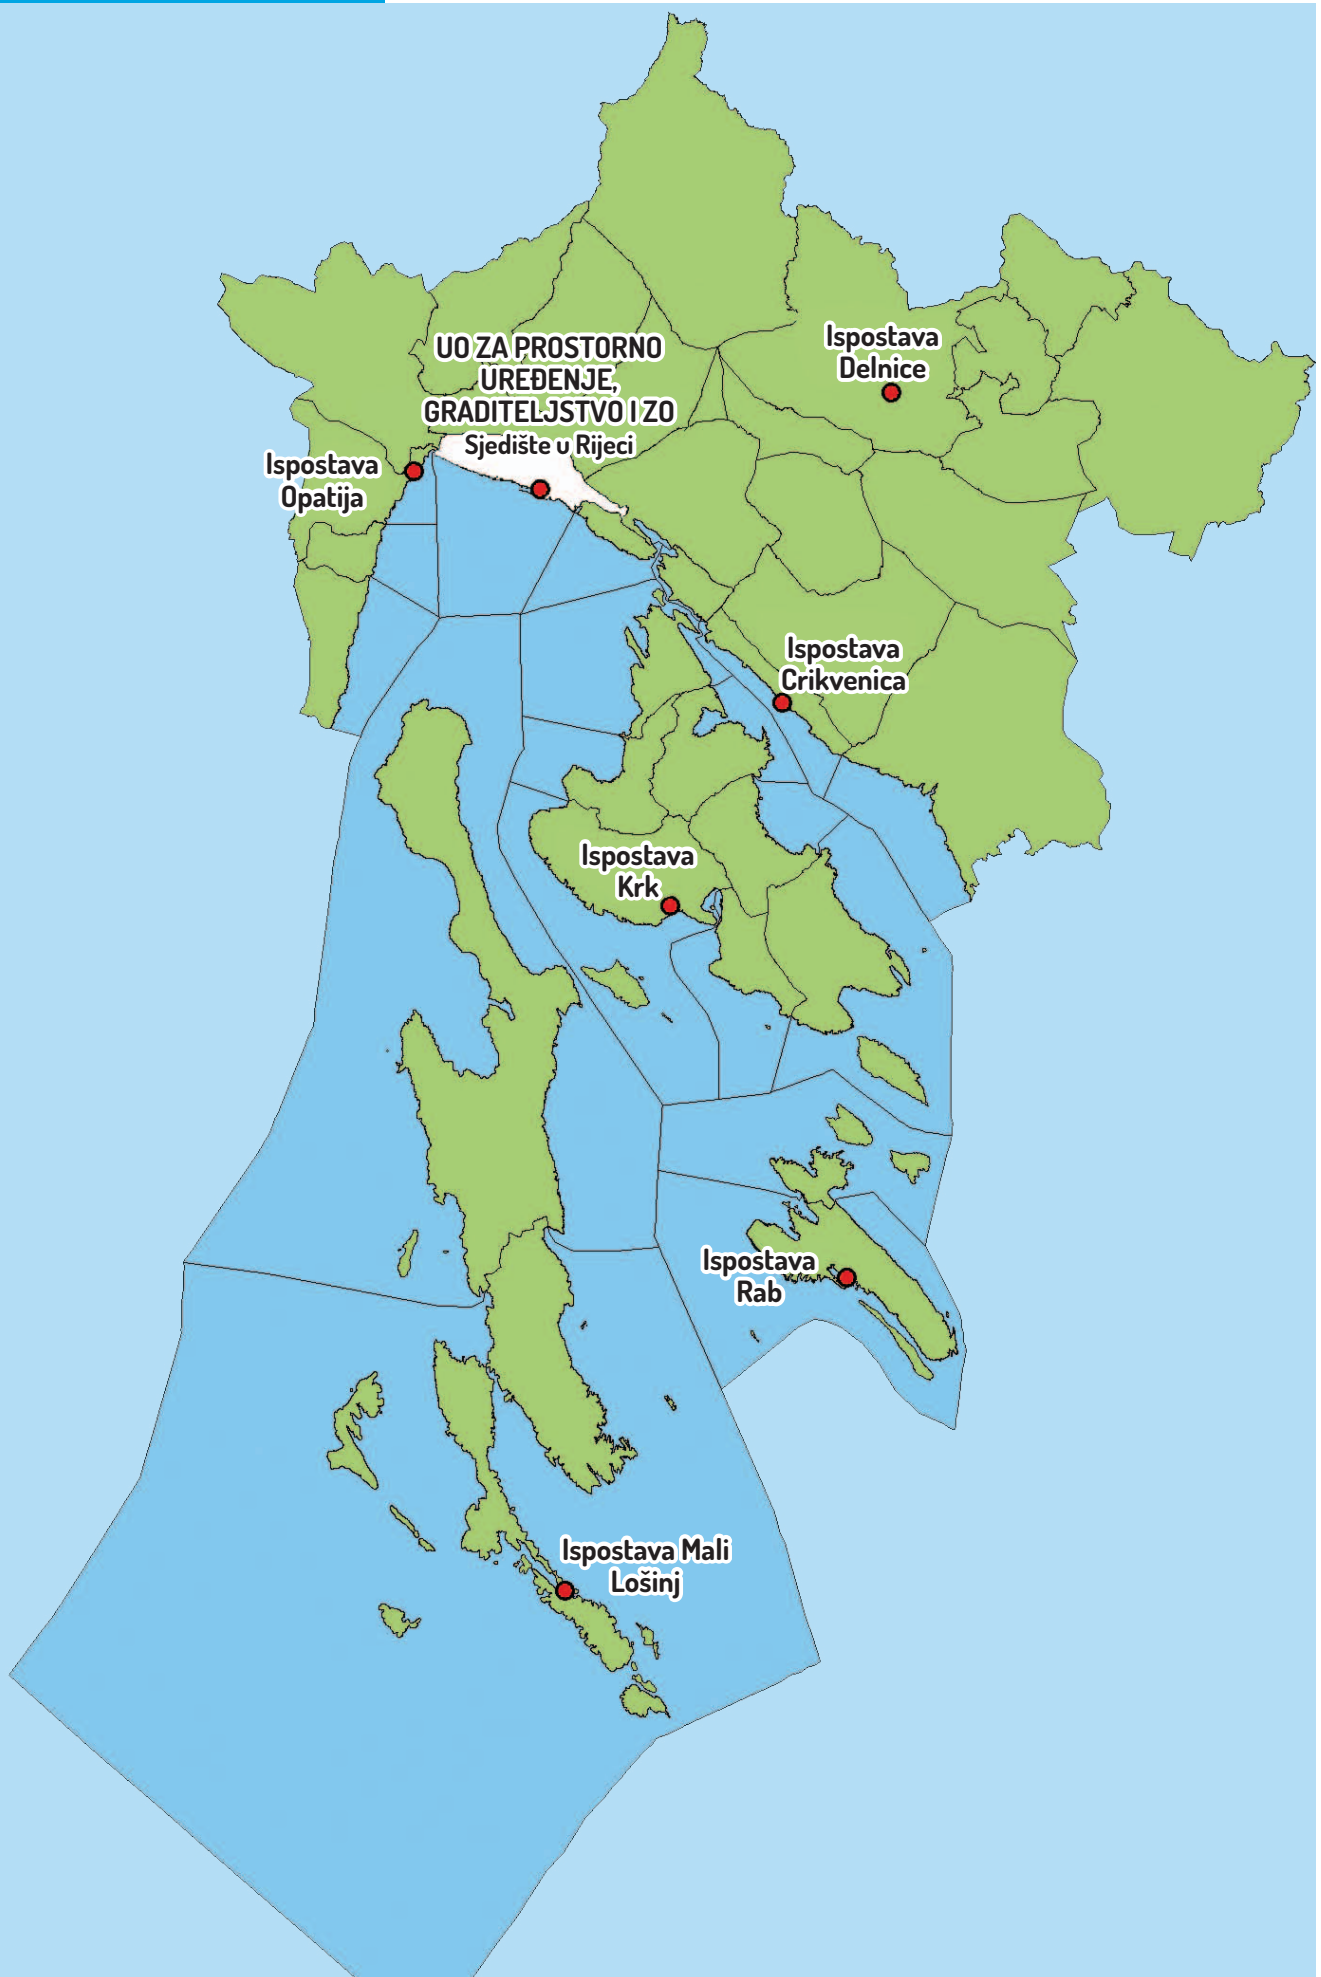 UO ZA PROSTORNO
UREĐENJE,
GRADITELJSTVO I ZO
Sjedište u Rijeci
Ispostava
Delnice
Ispostava
Opatija
Ispostava
Crikvenica
Ispostava
Krk
Ispostava
Rab
Ispostava Mali
Lošinj